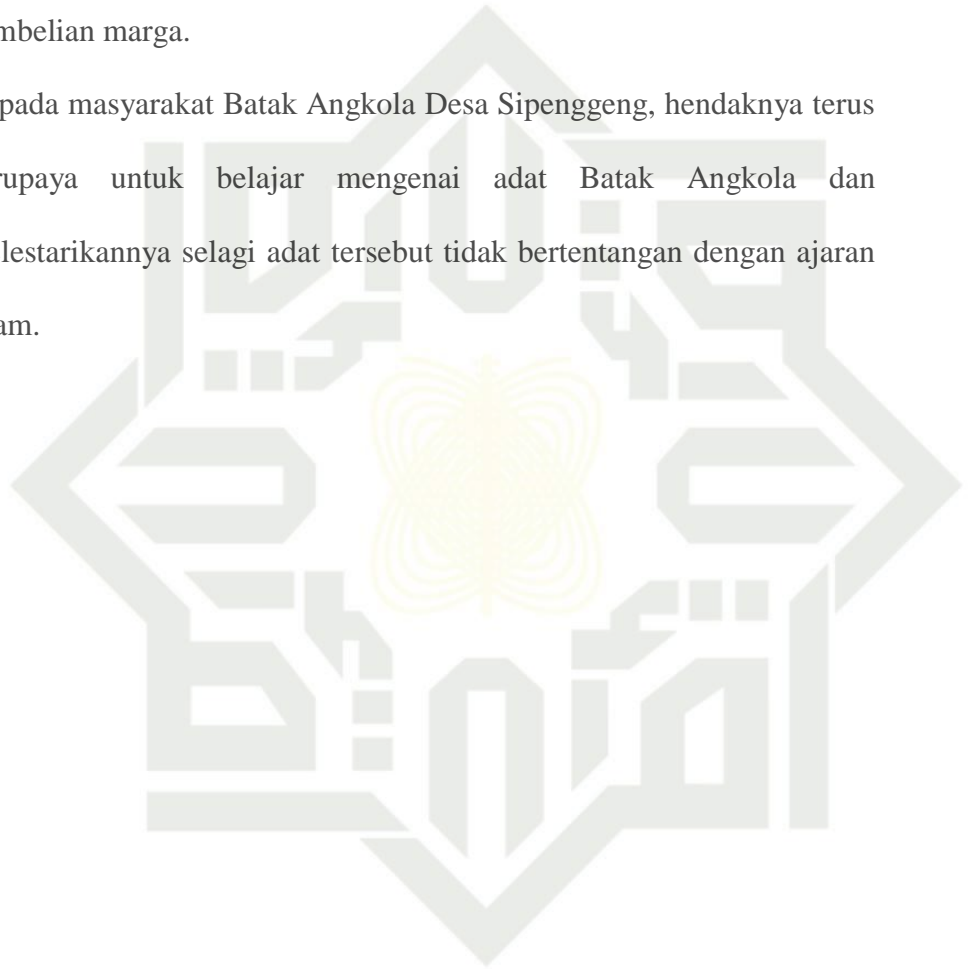 mbelian marga.
pada masyarakat Batak Angkola Desa Sipenggeng, hendaknya terus
rupaya untuk belajar mengenai adat Batak Angkola dan
lestarikannya selagi adat tersebut tidak bertentangan dengan ajaran
am.